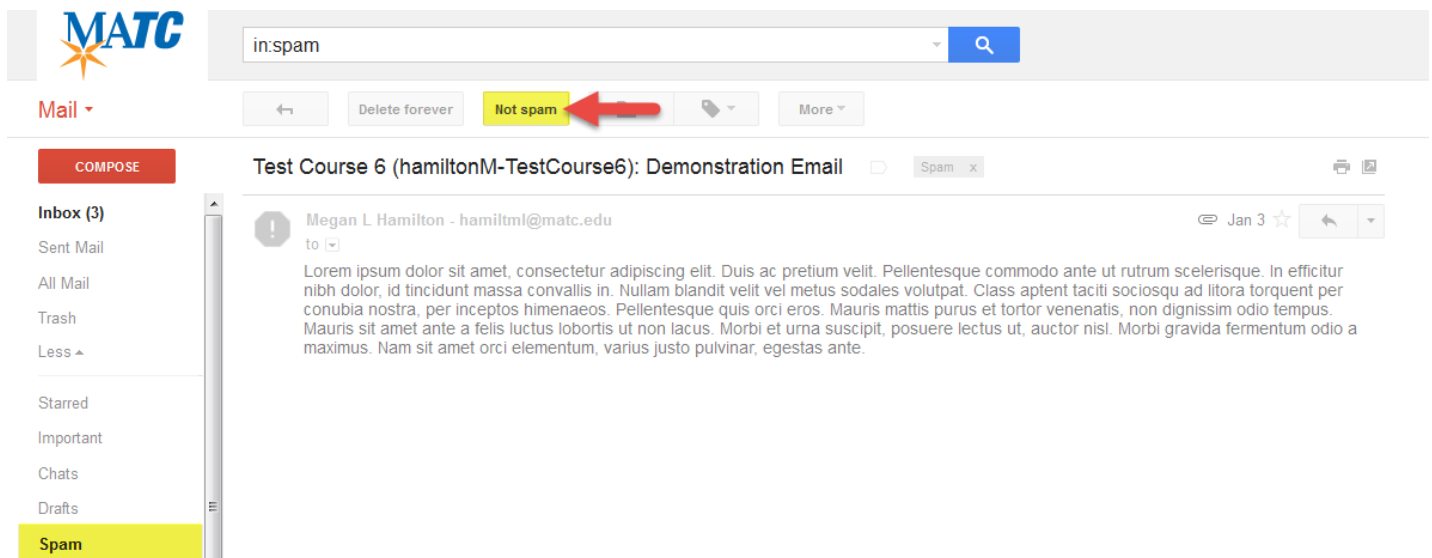 MATC
in:spam
Mail
Delete forever
Not spam
More
COMPOSE
Test Course 6 (hamiltonM-TestCourse6): Demonstration Email
Spam x
Inbox (3)
Sent Mail
All Mail
Trash
Less
Starred
Important
Chats
Drafts
Spam
Megan L Hamilton - hamiltml@matc.edu
Jan 3
to
Lorem ipsum dolor sit amet, consectetur adipiscing elit. Duis ac pretium velit. Pellentesque commodo ante ut rutrum scelerisque. In efficitur
nibh dolor, id tincidunt massa convallis in. Nullam blandit velit vel metus sodales volutpat. Class aptent taciti sociosqu ad litora torquent per
conubia nostra, per inceptos himenaeos. Pellentesque quis orci eros. Mauris mattis purus et tortor venenatis, non dignissim odio tempus.
Mauris sit amet ante a felis luctus lobortis ut non lacus. Morbi et urna suscipit, posuere lectus ut, auctor nisl. Morbi gravida fermentum odio a
maximus. Nam sit amet orci elementum, varius justo pulvinar, egestas ante.